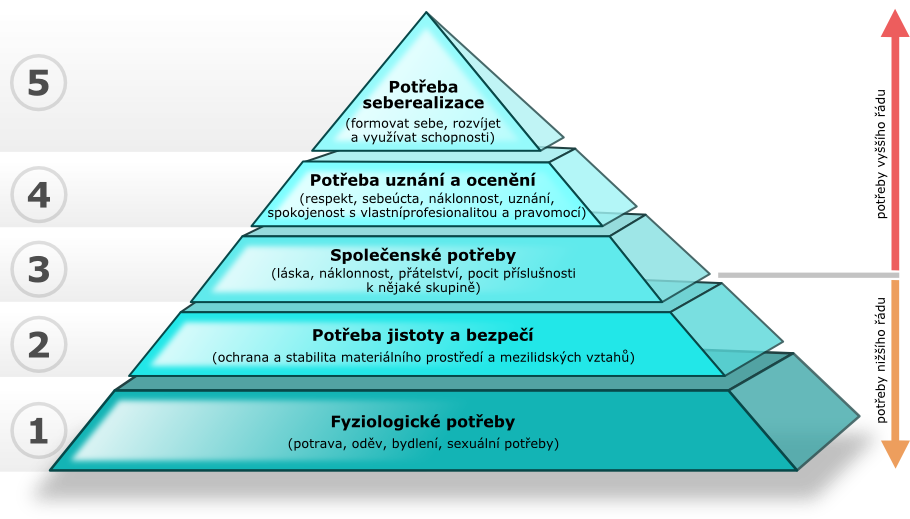 5
Potřeba
seberealizace
(formovat sebe, rozvíjet
a využívat schopnosti)
4
Potřeba uznání a ocenění
(respekt, sebeúcta, náklonnost, uznání,
spokojenost s vlastníprofesionalitou a pravomocí)
3
Společenské potřeby
(láska, náklonnost, přátelství, pocit příslušnosti
k nějaké skupině)
2
Potřeba jistoty a bezpečí
(ochrana a stabilita materiálního prostředí a mezilidských vztahů)
1
Fyziologické potřeby
(potrava, oděv, bydlení, sexuální potřeby)
potřeby vyššího řádu
potřeby nižšího řádu